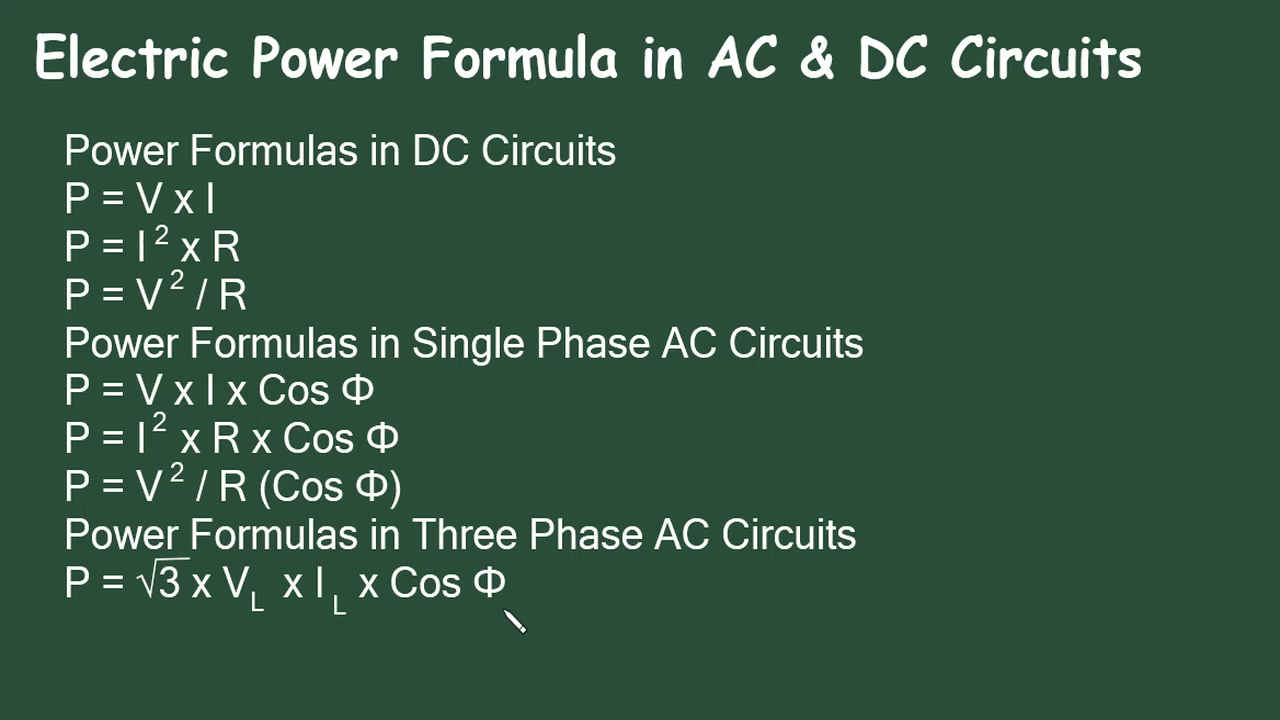 Electric Power Formula in AC & DC Circuits
Power Formulas in DC Circuits
P = V x I
P = I² x R
P = V² / R
Power Formulas in Single Phase AC Circuits
P = V x I x Cos Φ
P = I² x R x Cos Φ
P = V² / R (Cos Φ)
Power Formulas in Three Phase AC Circuits
P = √3 x V_L x I_L x Cos Φ